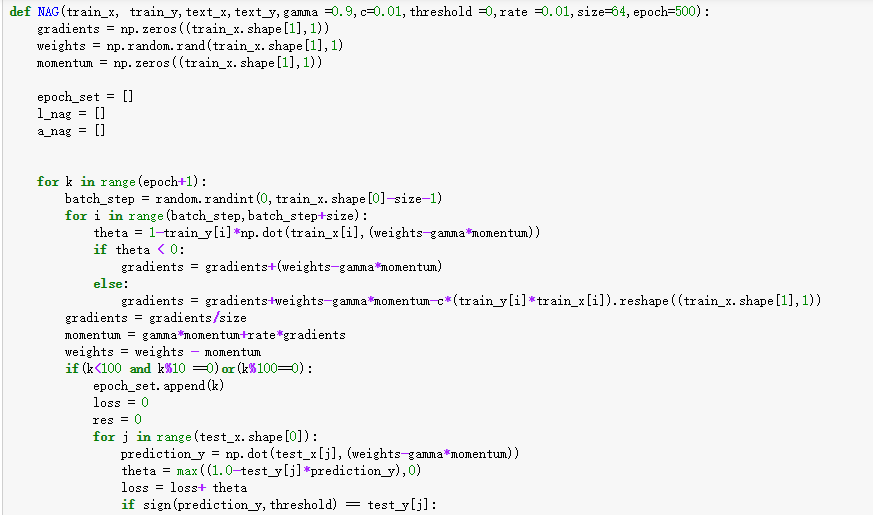 def NAG(train_x, train_y,text_x,text_y,gamma =0.9,c=0.01,threshold =0,rate =0.01,size=64,epoch=500):
    gradients = np.zeros((train_x.shape[1],1))
    weights = np.random.rand(train_x.shape[1],1)
    momentum = np.zeros((train_x.shape[1],1))
    epoch_set = []
    l_nag = []
    a_nag = []
    for k in range(epoch+1):
        batch_step = random.randint(0,train_x.shape[0]-size-1)
        for i in range(batch_step,batch_step+size):
            theta = 1-train_y[i]*np.dot(train_x[i],(weights-gamma*momentum))
            if theta < 0:
                gradients = gradients+(weights-gamma*momentum)
            else:
                gradients = gradients+weights-gamma*momentum-c*(train_y[i]*train_x[i]).reshape((train_x.shape[1],1))
        gradients = gradients/size
        momentum = gamma*momentum+rate*gradients
        weights = weights - momentum
        if(k<100 and k%10 ==0)or(k%100==0):
            epoch_set.append(k)
            loss = 0
            res = 0
            for j in range(test_x.shape[0]):
                prediction_y = np.dot(test_x[j],(weights-gamma*momentum))
                theta = max((1.0-test_y[j]*prediction_y),0)
                loss = loss+ theta
                if sign(prediction_y,threshold) == test_y[j]: